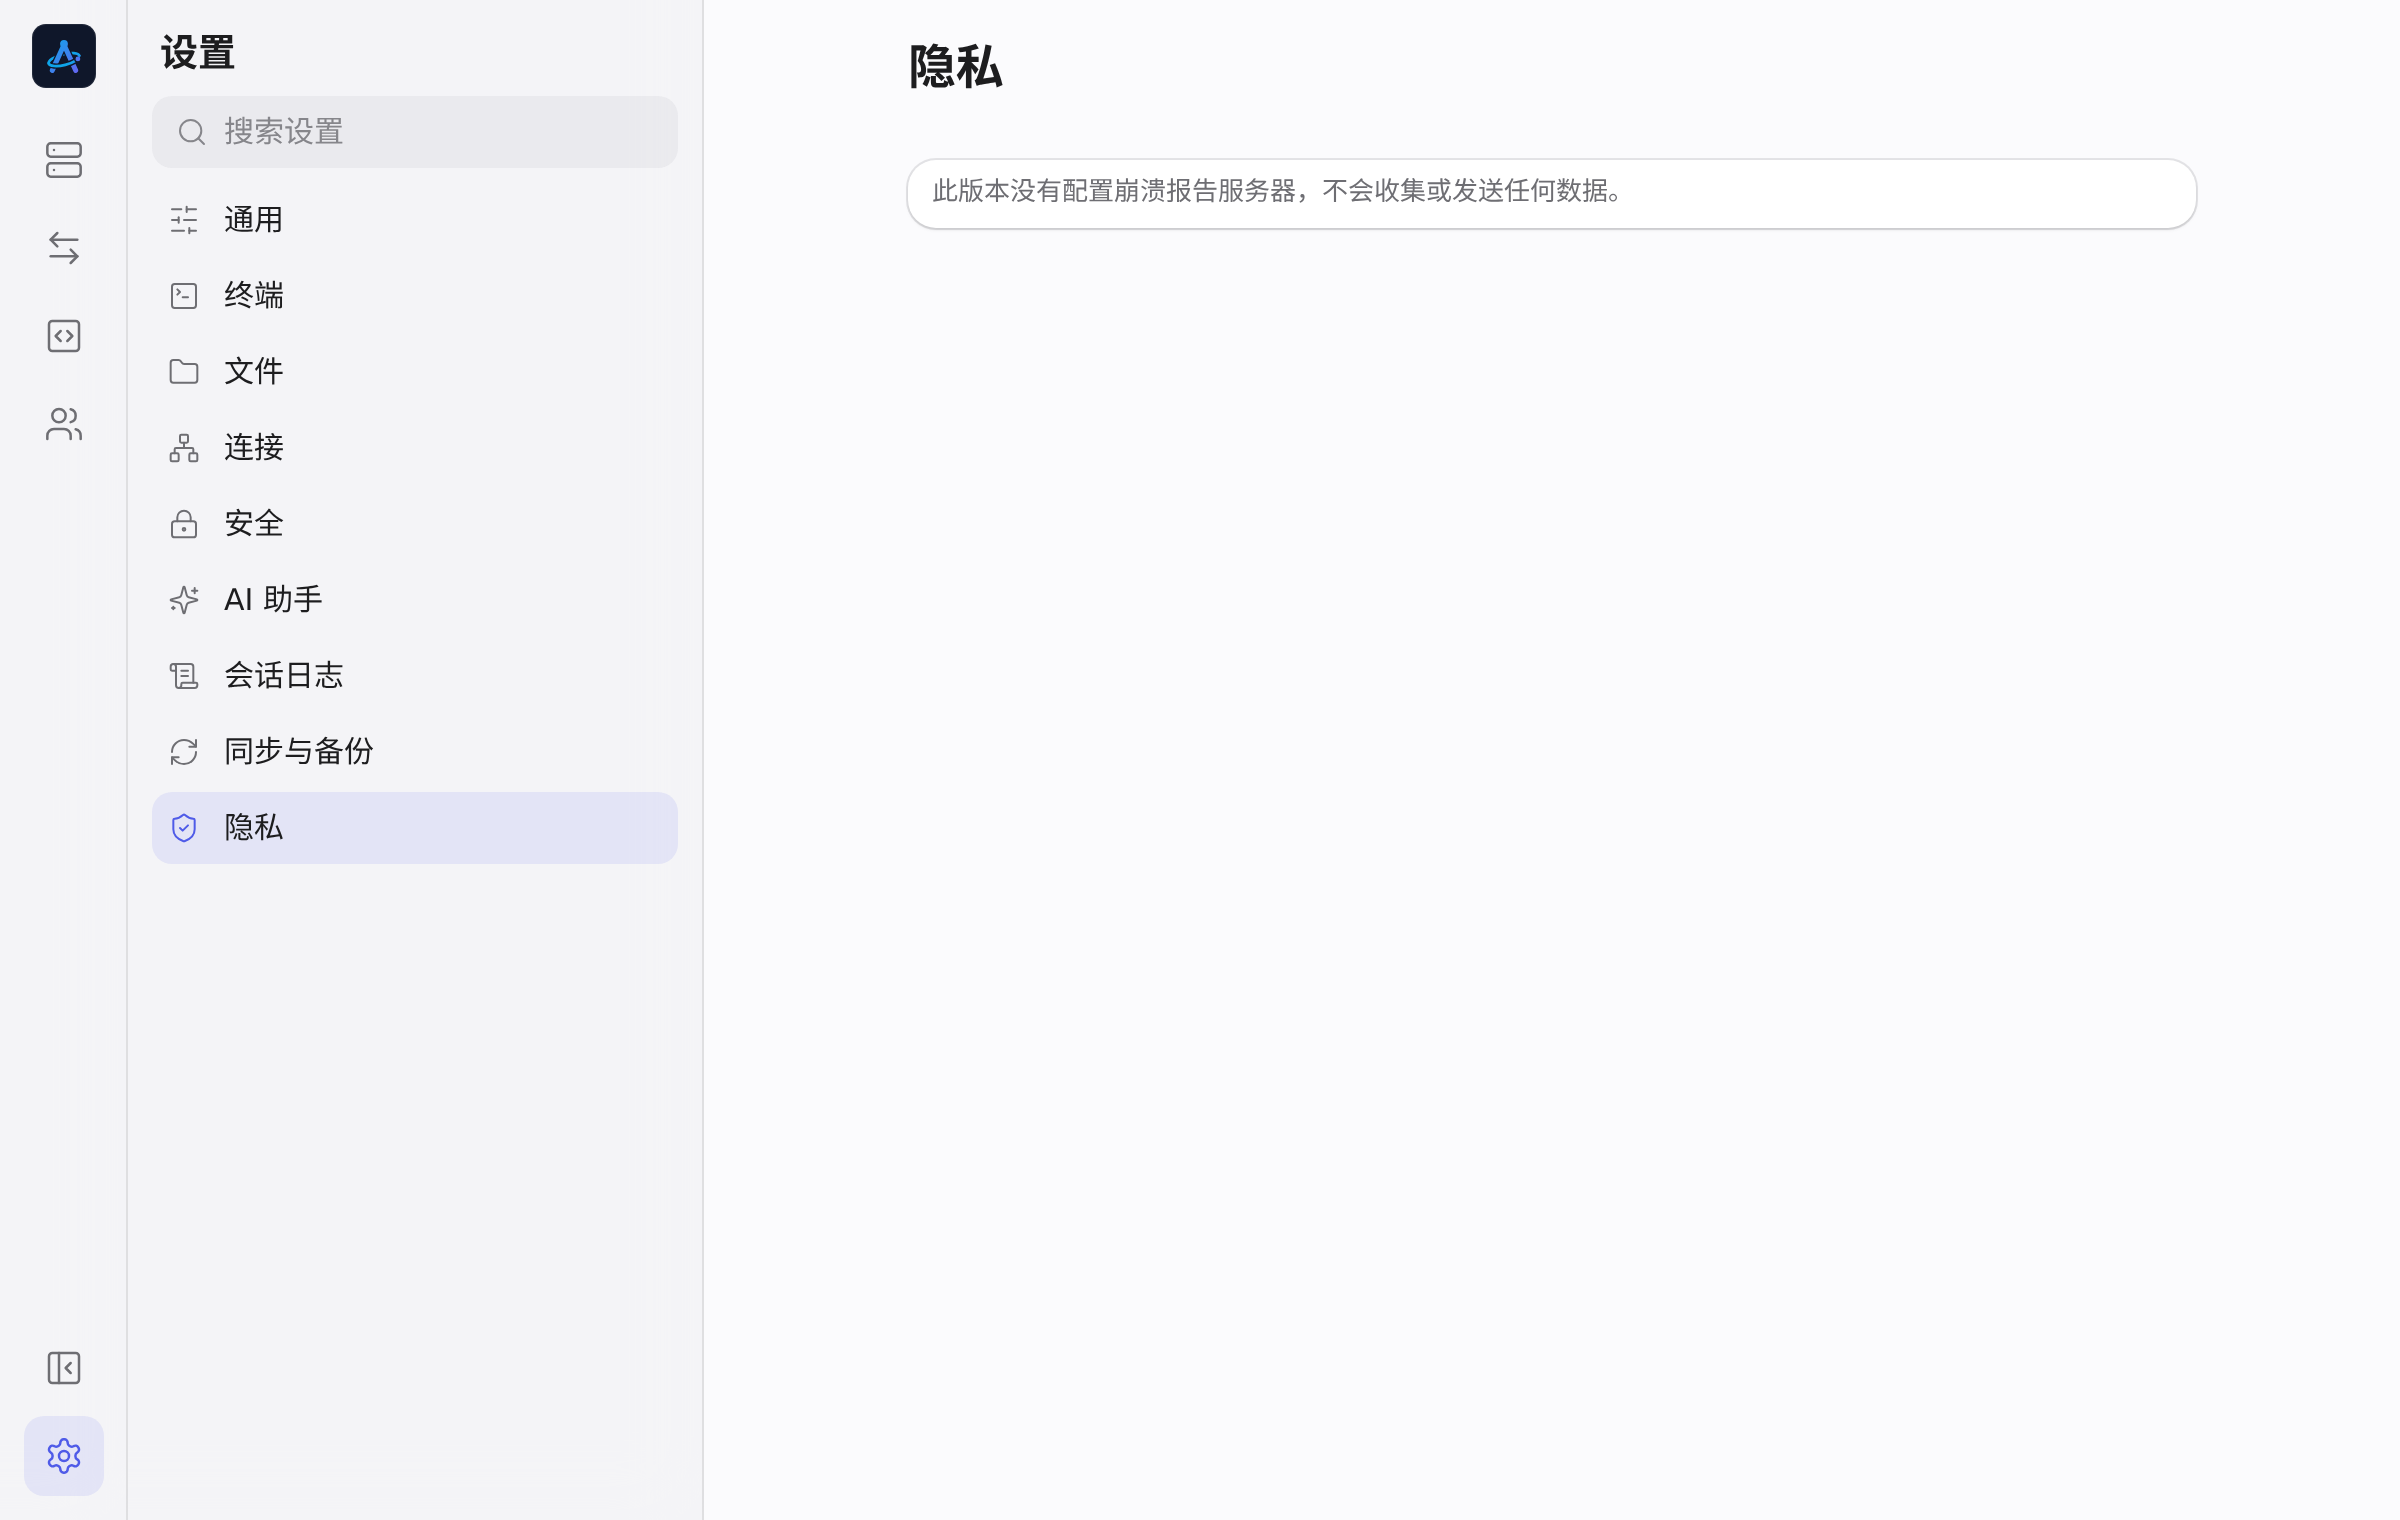 设置
搜索设置
通用
终端
文件
连接
安全
AI 助手
会话日志
同步与备份
隐私
隐私
此版本没有配置崩溃报告服务器，不会收集或发送任何数据。